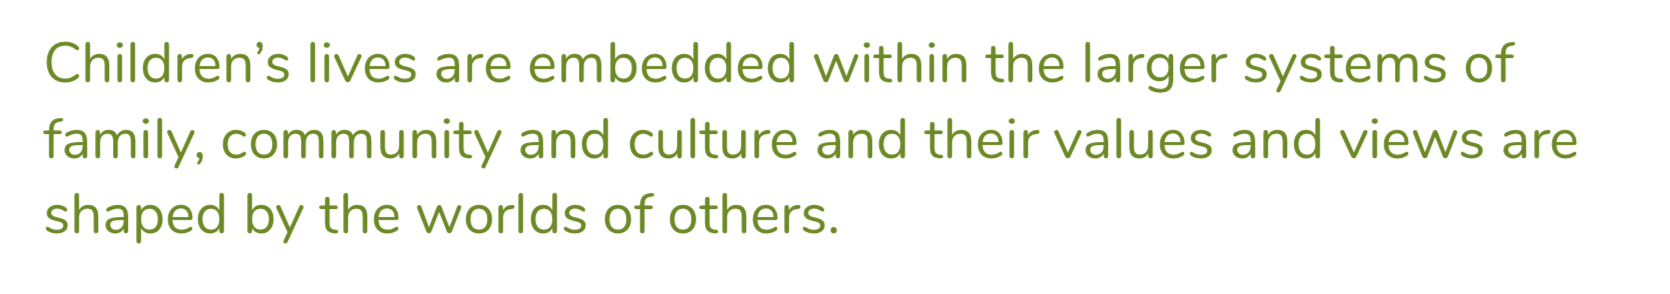 Children’s lives are embedded within the larger systems of
family, community and culture and their values and views are
shaped by the worlds of others.